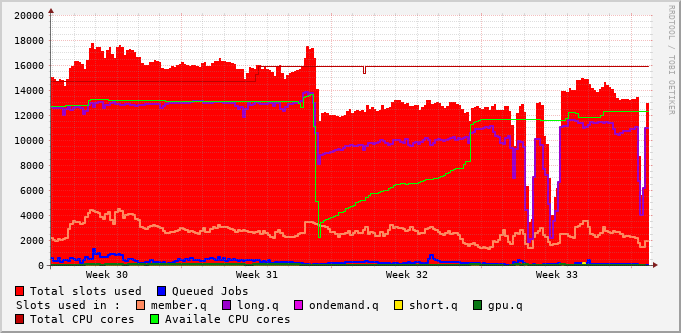 20000
18000
16000
14000
12000
10000
8000
6000
4000
2000
0
Week 30 Week 31 Week 32 Week 33
Total slots used Queued Jobs
Slots used in : member.q long.q ondemand.q short.q gpu.q
Total CPU cores Availale CPU cores
RRDTOOL / TOBI OETIKER